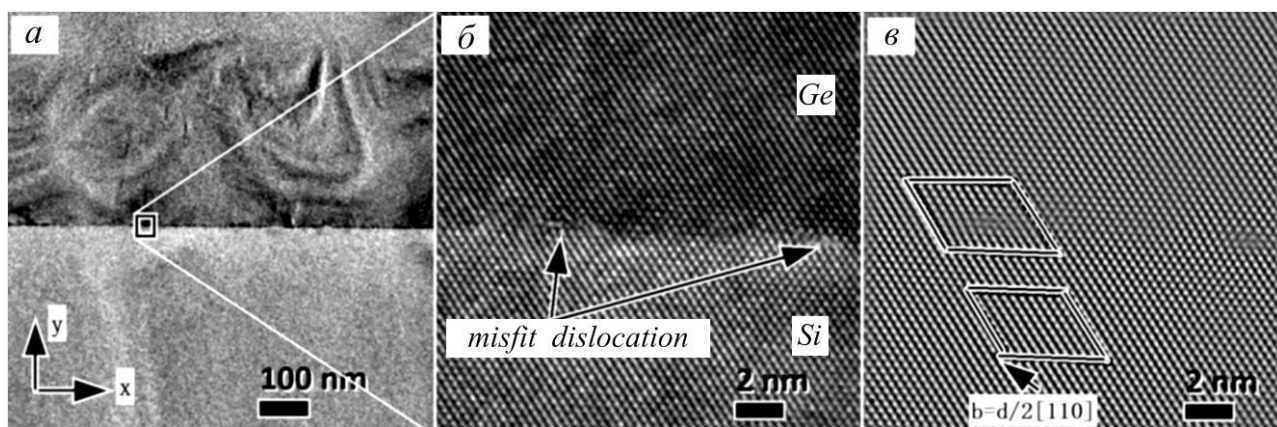 а
y
x
100 nm
б
Ge
misfit dislocation
Si
2 nm
в
b=d/2[110]
2 nm